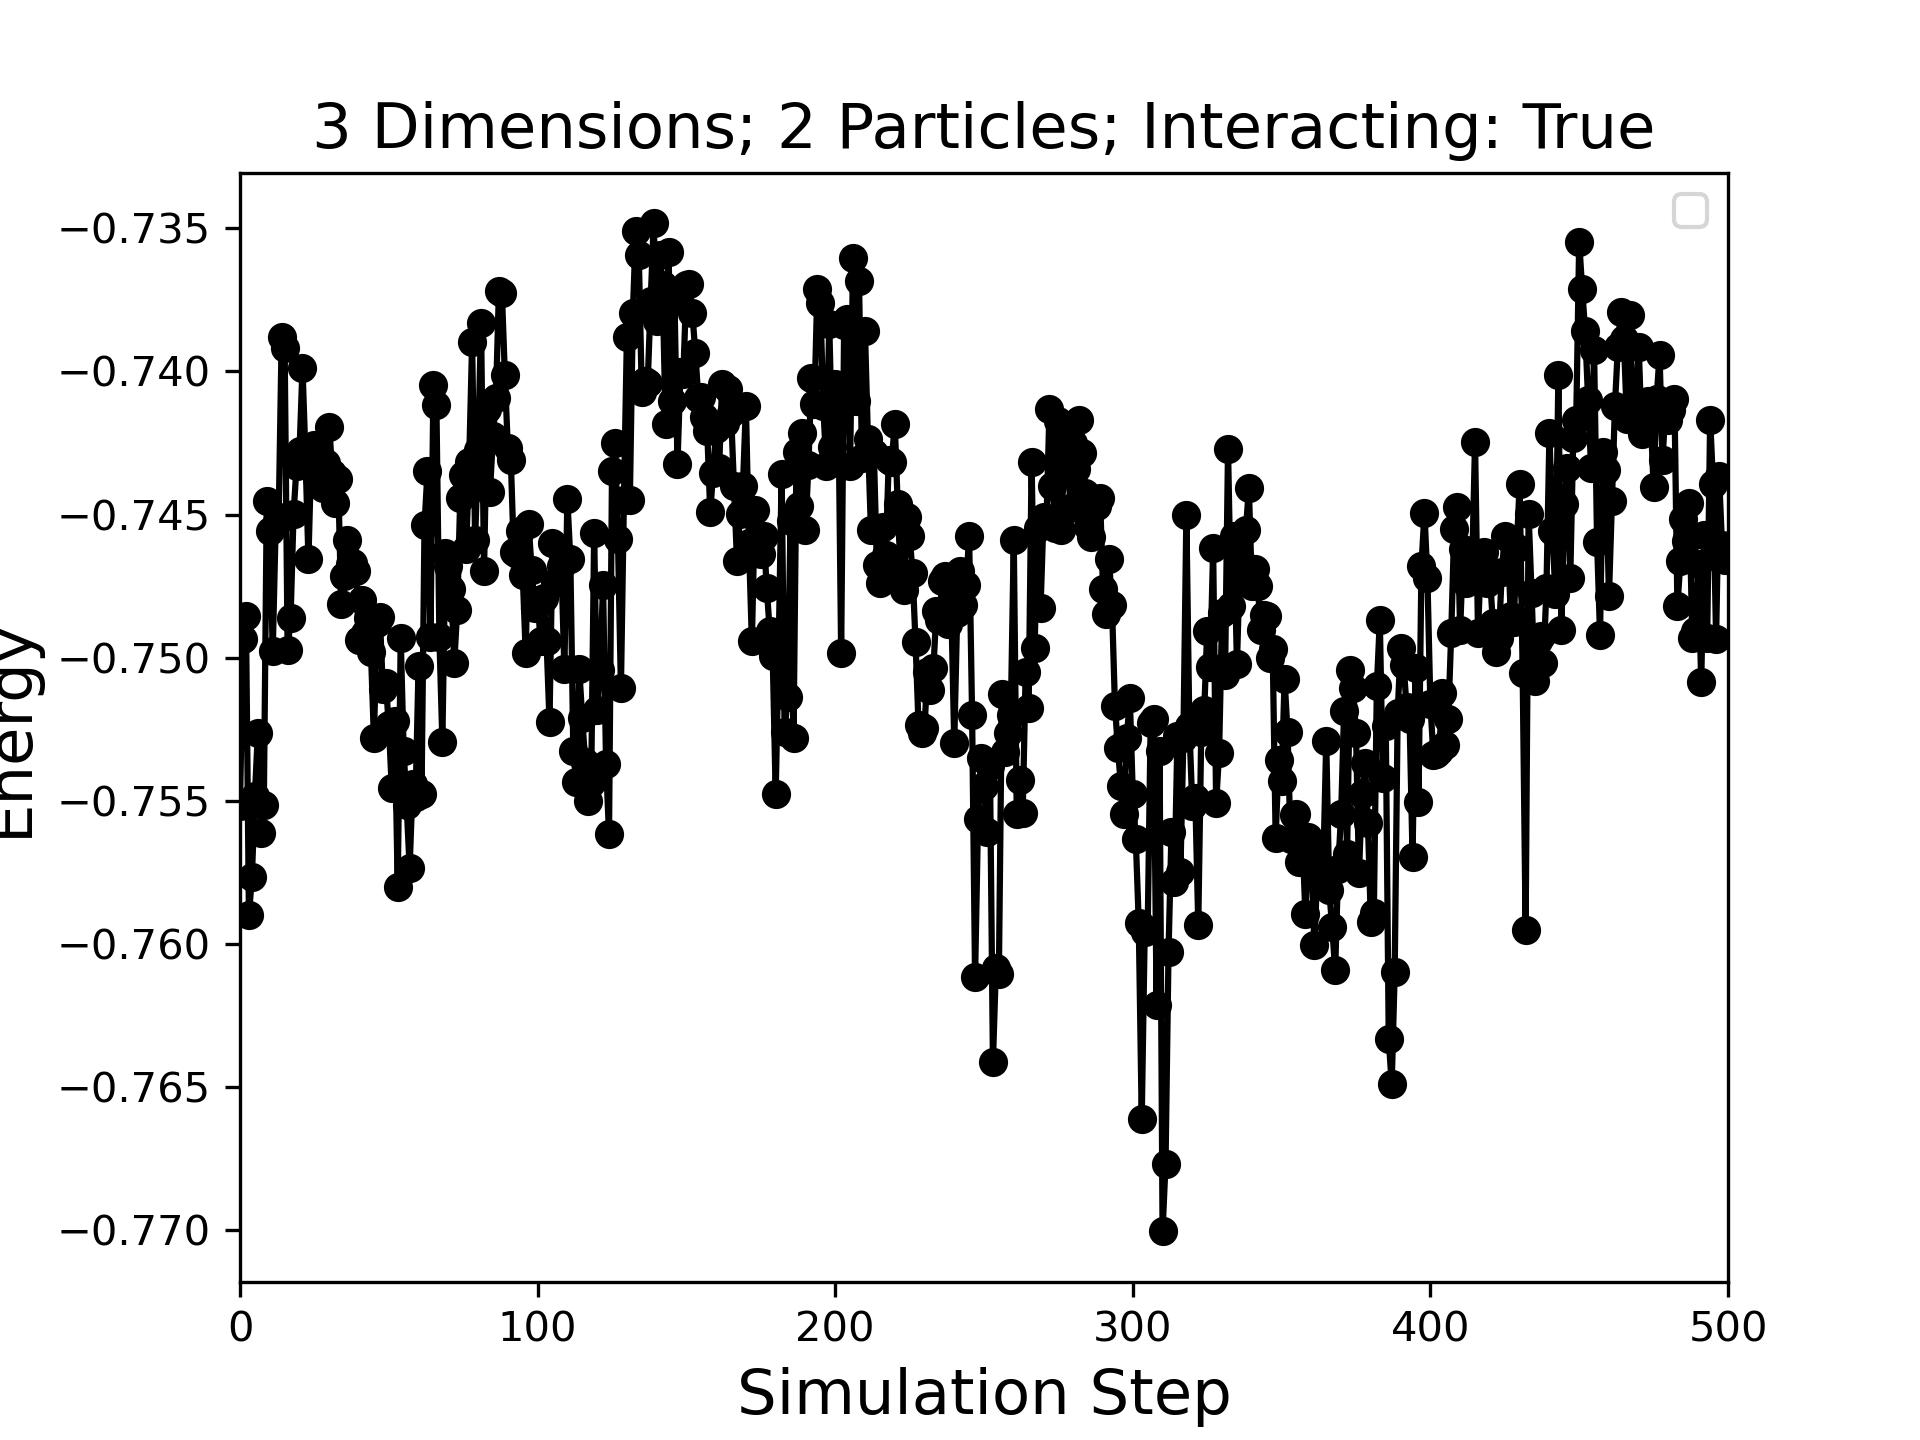 3 Dimensions; 2 Particles; Interacting: True
−0.735
−0.740
−0.745
−0.750
−0.755
−0.760
−0.765
−0.770
Energy
0 100 200 300 400 500
Simulation Step